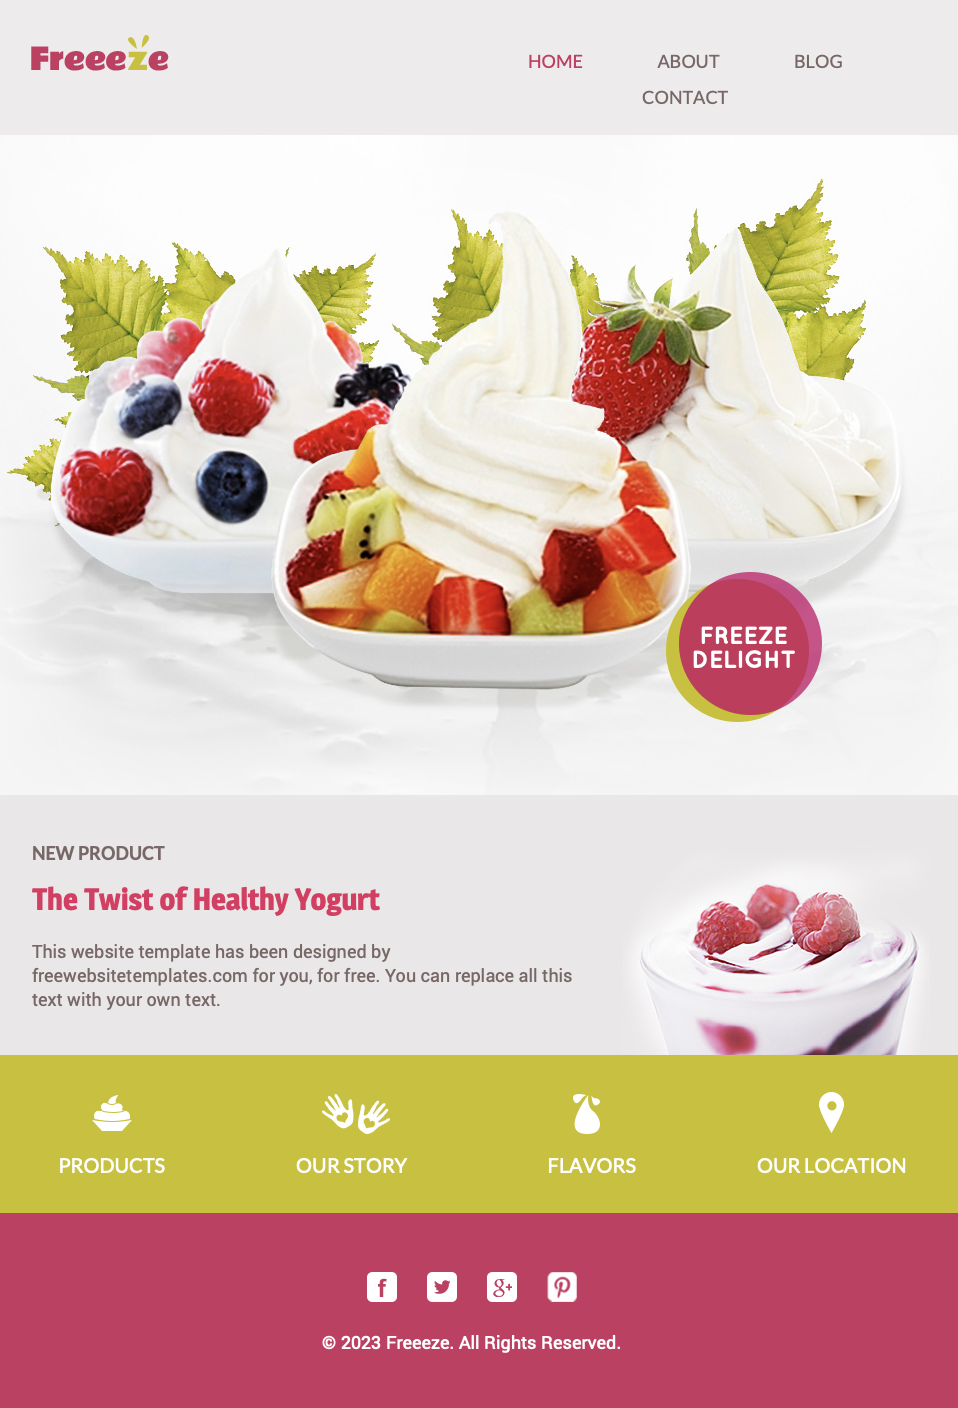 Freeeze
HOME
ABOUT
BLOG
CONTACT
FREEZE
DELIGHT
NEW PRODUCT
The Twist of Healthy Yogurt
This website template has been designed by
freewebsitetemplates.com for you, for free. You can replace all this
text with your own text.
PRODUCTS
OUR STORY
FLAVORS
OUR LOCATION
© 2023 Freeeze. All Rights Reserved.